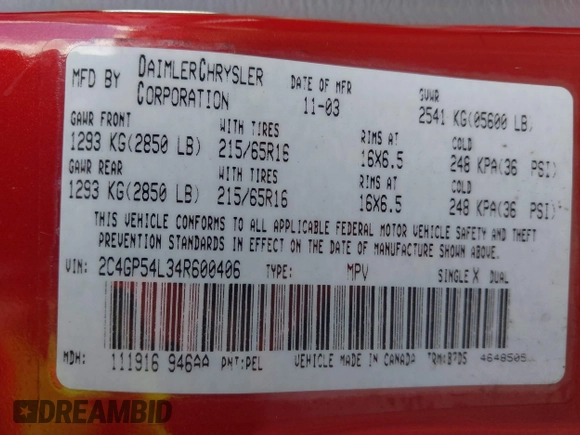 MFD BY DAIMLERCHRYSLER CORPORATION DATE OF MFR 11-03 GVWR 2541 KG(05600 LB)
GAWR FRONT WITH TIRES RIMS AT COLD
1293 KG(2850 LB) 215/65R16 16X6.5 248 KPA(36 PSI)
GAWR REAR WITH TIRES RIMS AT COLD
1293 KG(2850 LB) 215/65R16 16X6.5 248 KPA(36 PSI)
THIS VEHICLE CONFORMS TO ALL APPLICABLE FEDERAL MOTOR VEHICLE SAFETY AND THEFT
PREVENTION STANDARDS IN EFFECT ON THE DATE OF MANUFACTURE SHOWN ABOVE.
VIN: 2C4GP54L34R600406 TYPE: MPV SINGLE X DUAL
MDH: 111916 946AA PNT:PEL VEHICLE MADE IN CANADA TRM:B7D5 4648505
DREAMBID